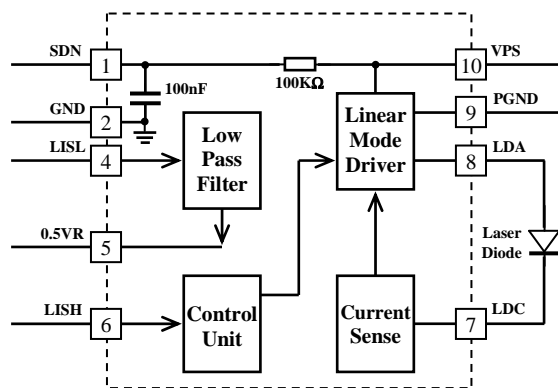 SDN
1
100nF
GND
2
LISL
4
0.5VR
5
LISH
6
100KΩ
Low
Pass
Filter
Control
Unit
Linear
Mode
Driver
Current
Sense
10
VPS
9
PGND
8
LDA
Laser
Diode
7
LDC